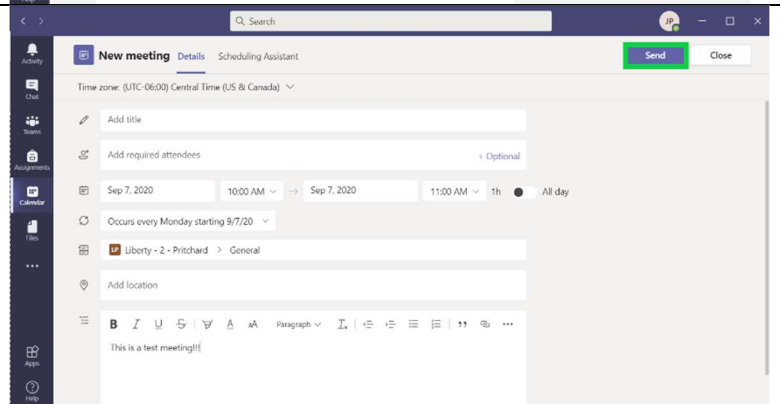 Help
Search
JP
Activity
Chat
Teams
Assignments
Calendar
Files
Apps
Help
New meeting Details Scheduling Assistant
Send Close
Time zone: (UTC-06:00) Central Time (US & Canada)
Add title
Add required attendees + Optional
Sep 7, 2020 10:00 AM → Sep 7, 2020 11:00 AM 1h All day
Occurs every Monday starting 9/7/20
LP Liberty - 2 - Pritchard > General
Add location
B I U S A AA Paragraph
This is a test meeting!!!